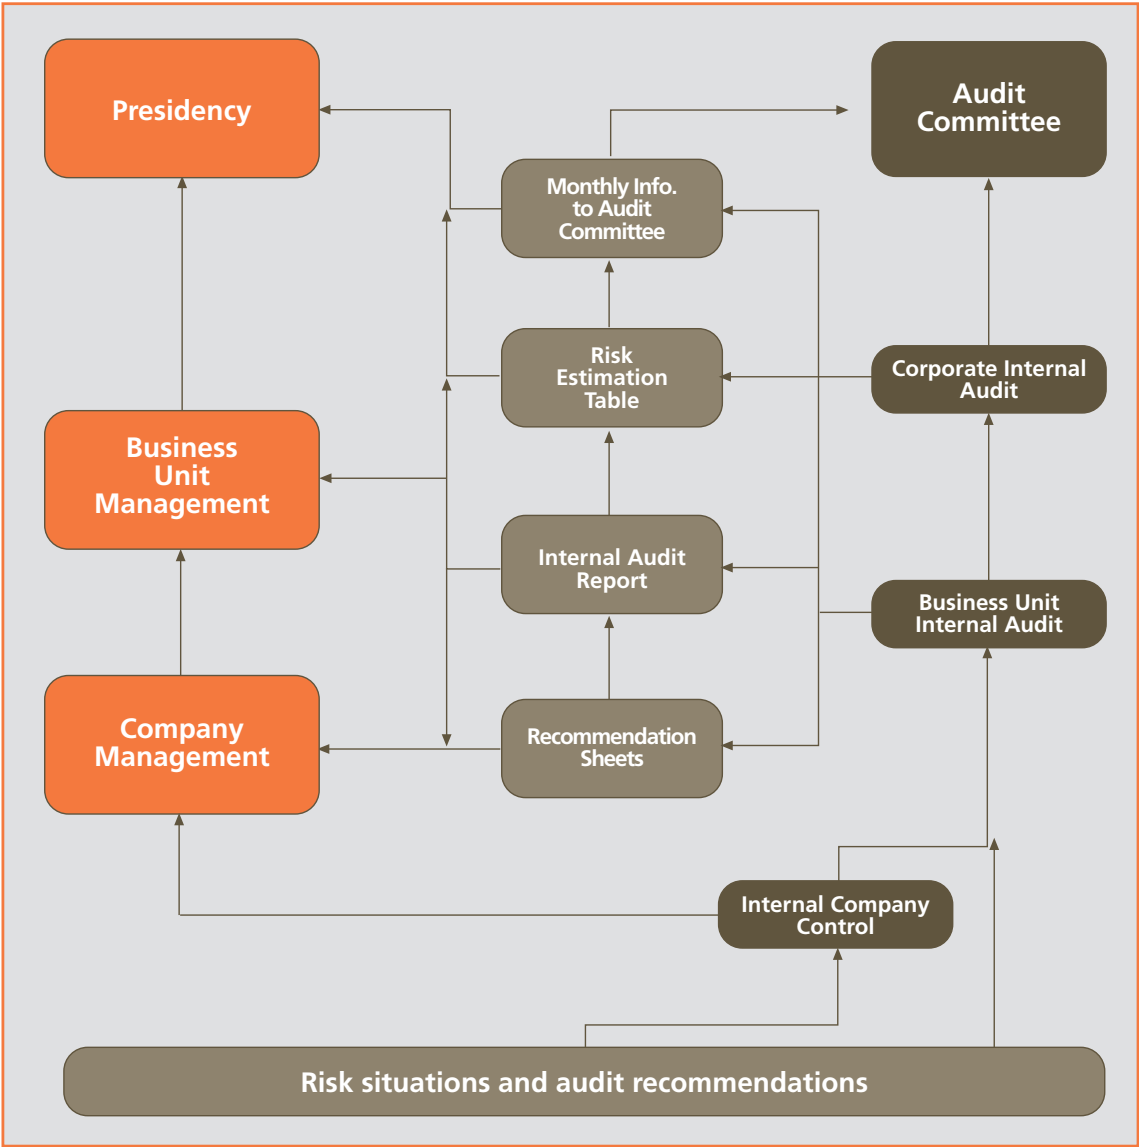 Presidency
Audit
Committee
Monthly Info.
to Audit
Committee
Risk
Estimation
Table
Corporate Internal
Audit
Business
Unit
Management
Internal Audit
Report
Business Unit
Internal Audit
Company
Management
Recommendation
Sheets
Internal Company
Control
Risk situations and audit recommendations